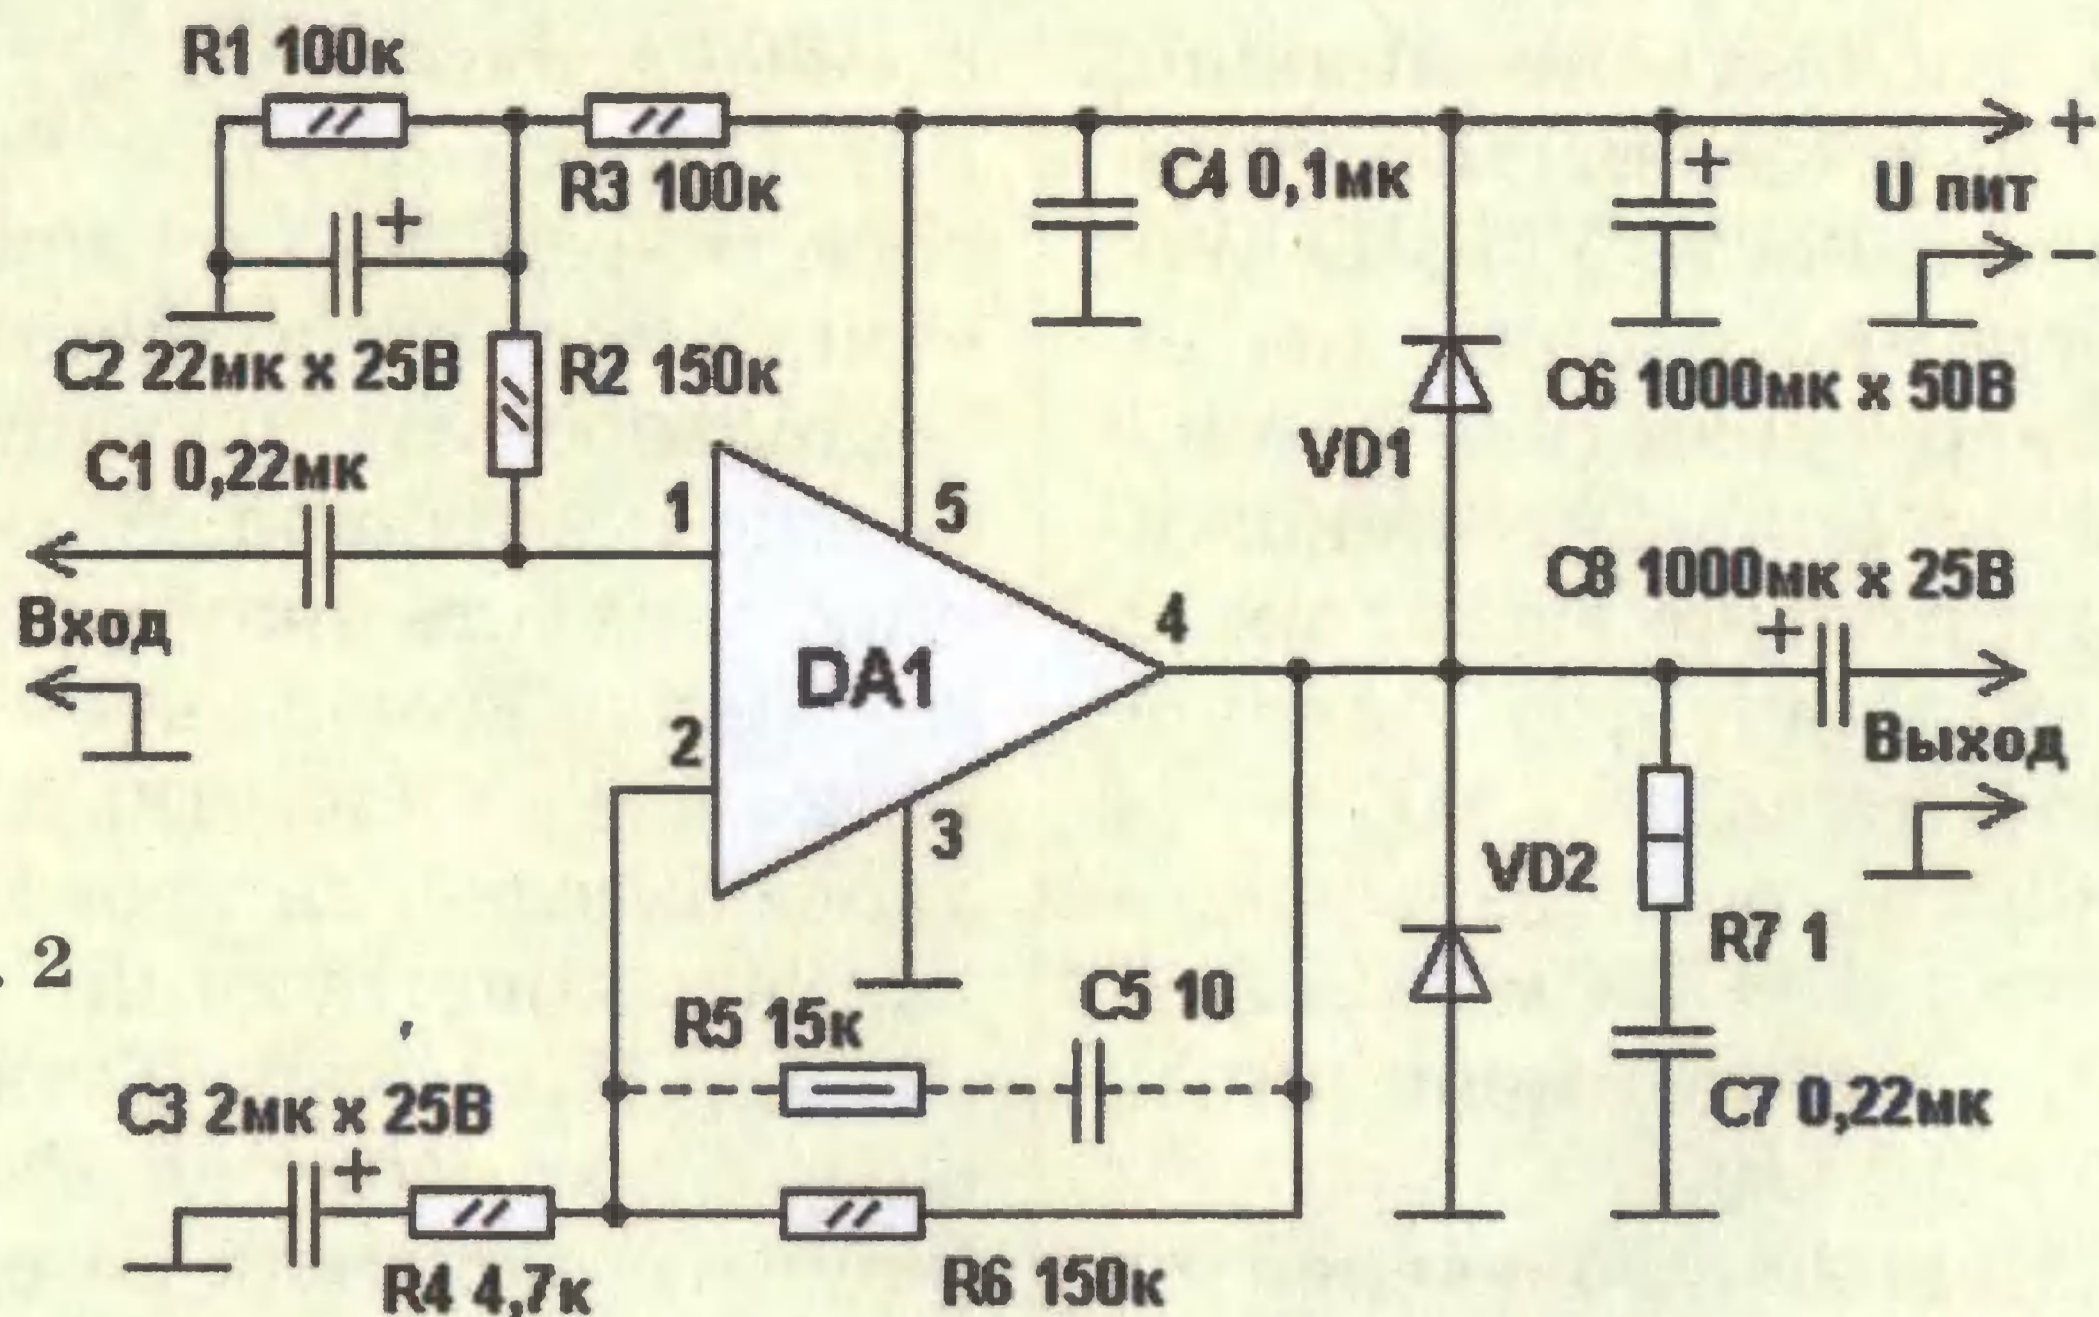 R1 100к
R3 100к
C4 0,1мк
+
+
U пит
+
−
C2 22мк x 25В
R2 150к
C6 1000мк x 50В
VD1
C1 0,22мк
1
5
C8 1000мк x 25В
+
Вход
4
DA1
Выход
2
3
VD2
R7 1
. 2
R5 15к
C5 10
C3 2мк x 25В
C7 0,22мк
+
R4 4,7к
R6 150к